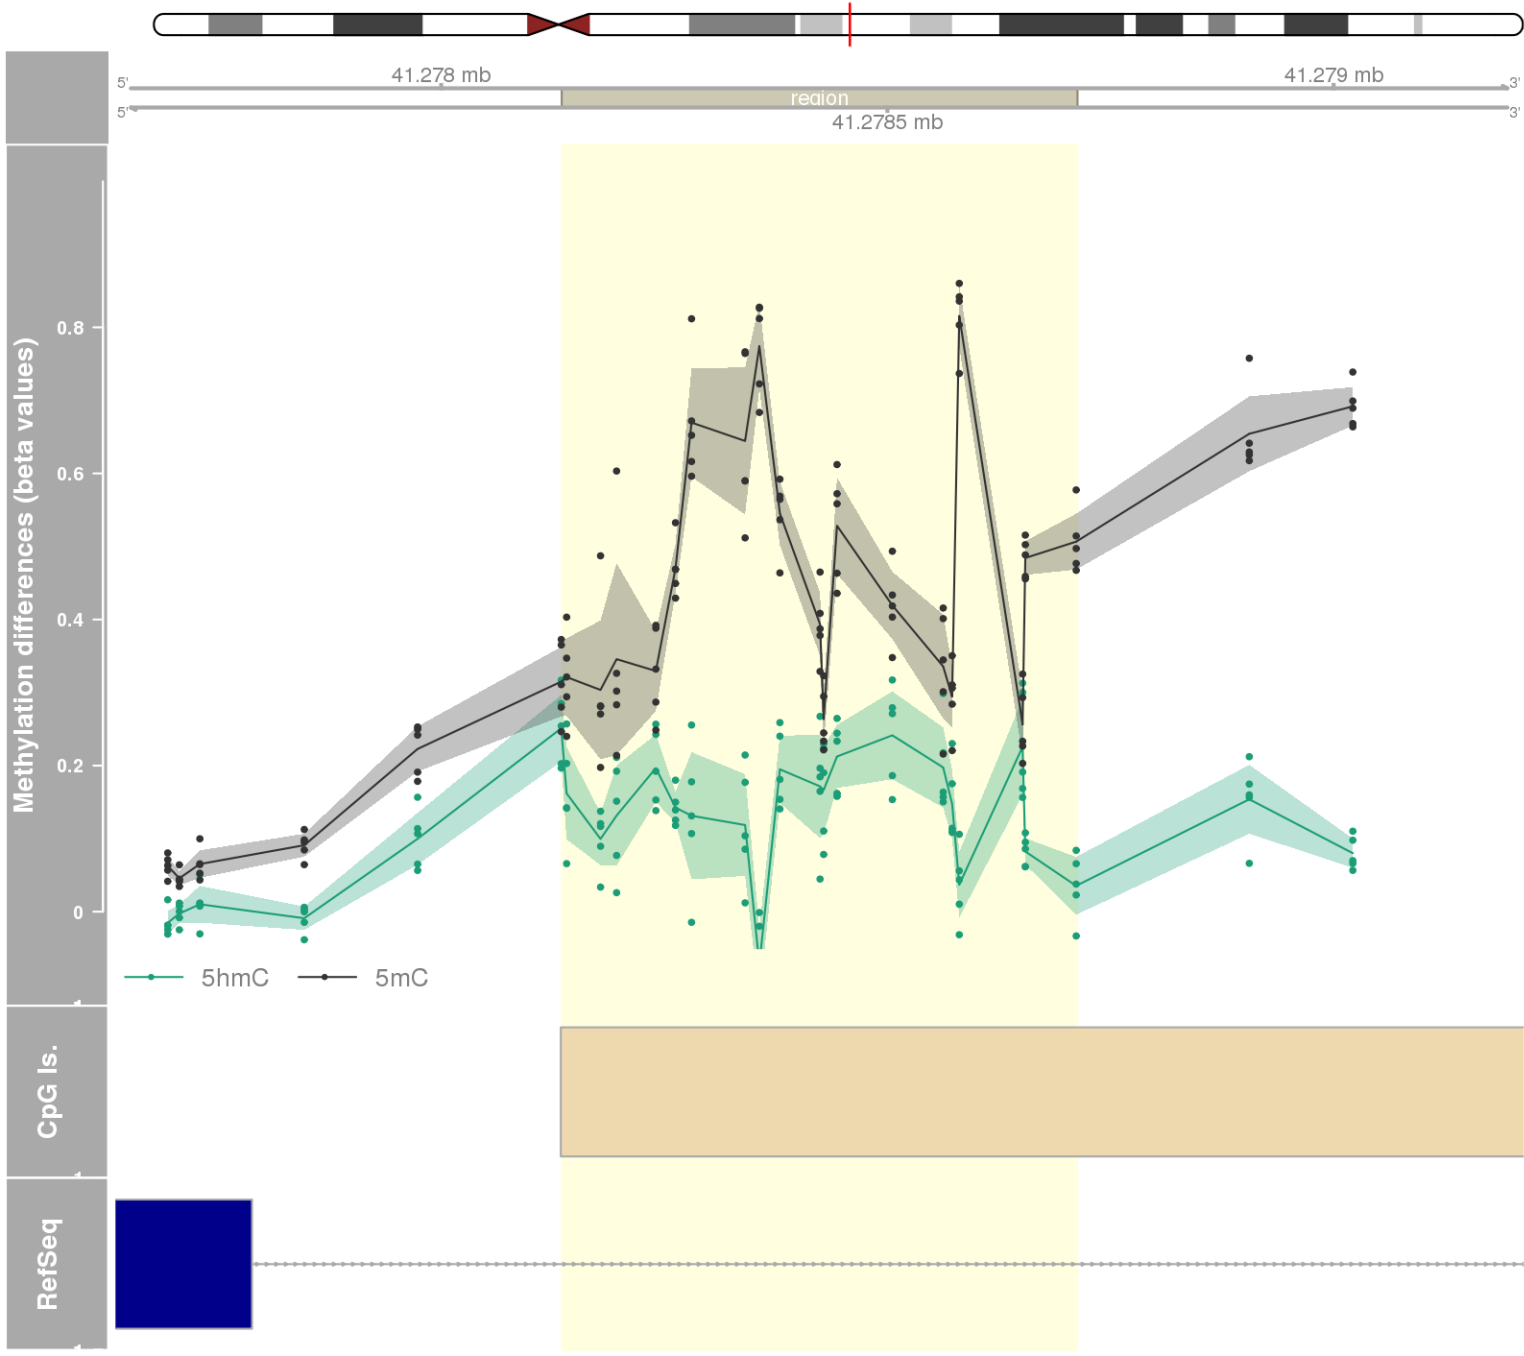 41.278 mb
41.279 mb
5'
3'
region
5'
3'
41.2785 mb
Methylation differences (beta values)
0.8
0.6
0.4
0.2
0
5hmC
5mC
CpG Is.
RefSeq